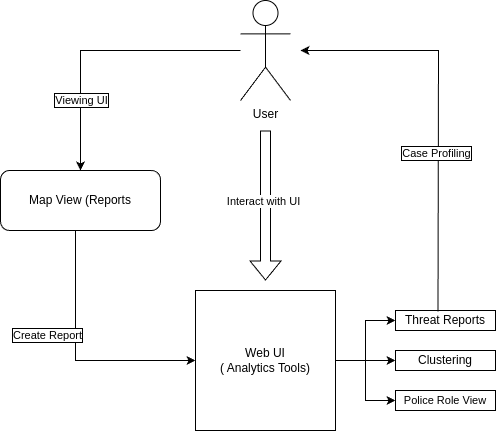 User
Viewing UI
Case Profiling
Map View (Reports
Interact with UI
Create Report
Web UI
( Analytics Tools)
Threat Reports
Clustering
Police Role View